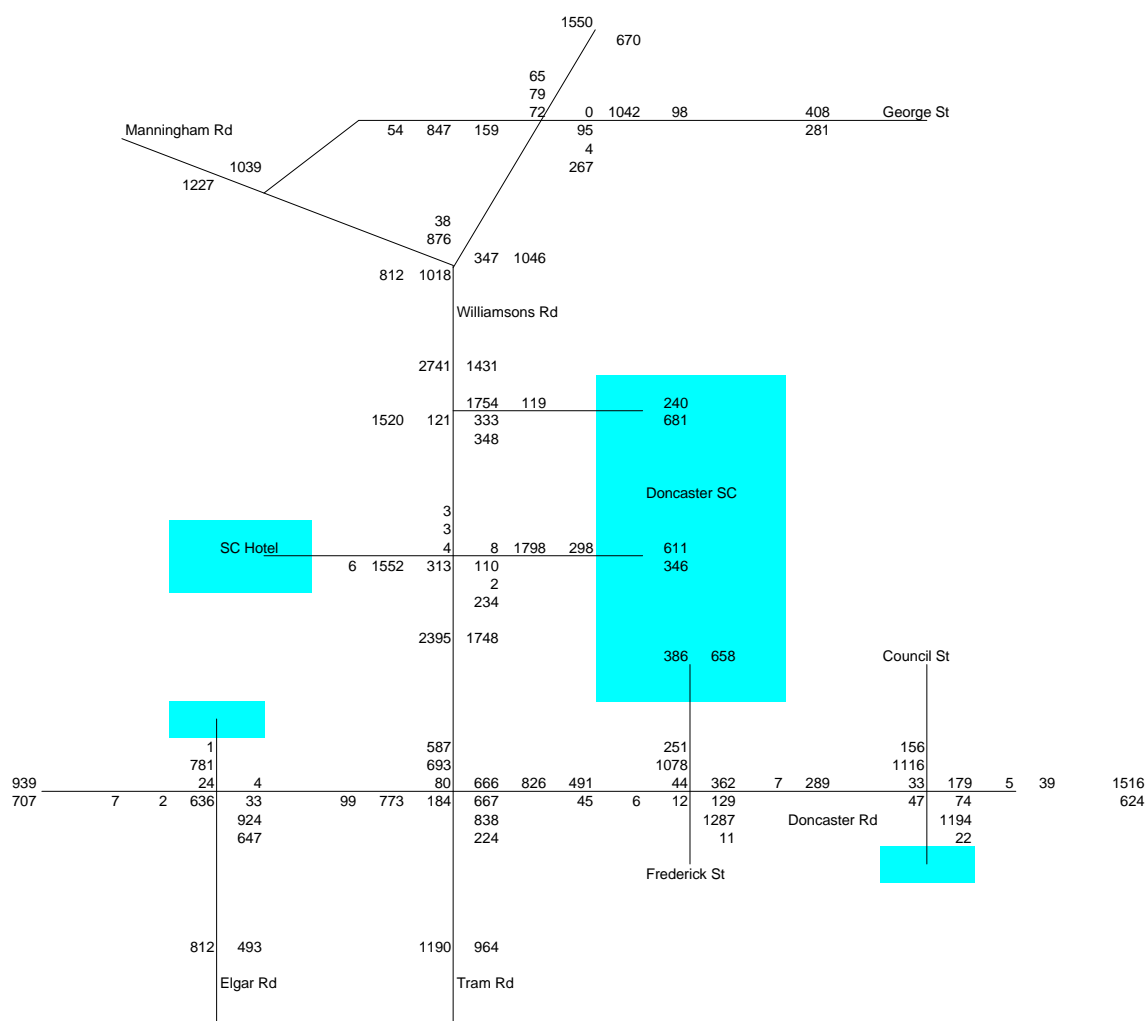 1550
670
65
79
72 0 1042 98 408 George St
Manningham Rd 54 847 159 95 281
4
1039 267
1227
38
876
347 1046
812 1018
Williamsons Rd
2741 1431
1754 119 240
1520 121 333 681
348
Doncaster SC
3
3
SC Hotel 4 8 1798 298 611
6 1552 313 110 346
2
234
2395 1748
386 658 Council St
1 587 251 156
781 693 1078 1116
939 24 4 80 666 826 491 44 362 7 289 33 179 5 39 1516
707 7 2 636 33 99 773 184 667 45 6 12 129 47 74 624
924 838 1287 Doncaster Rd 1194
647 224 11 22
Frederick St
812 493 1190 964
Elgar Rd Tram Rd